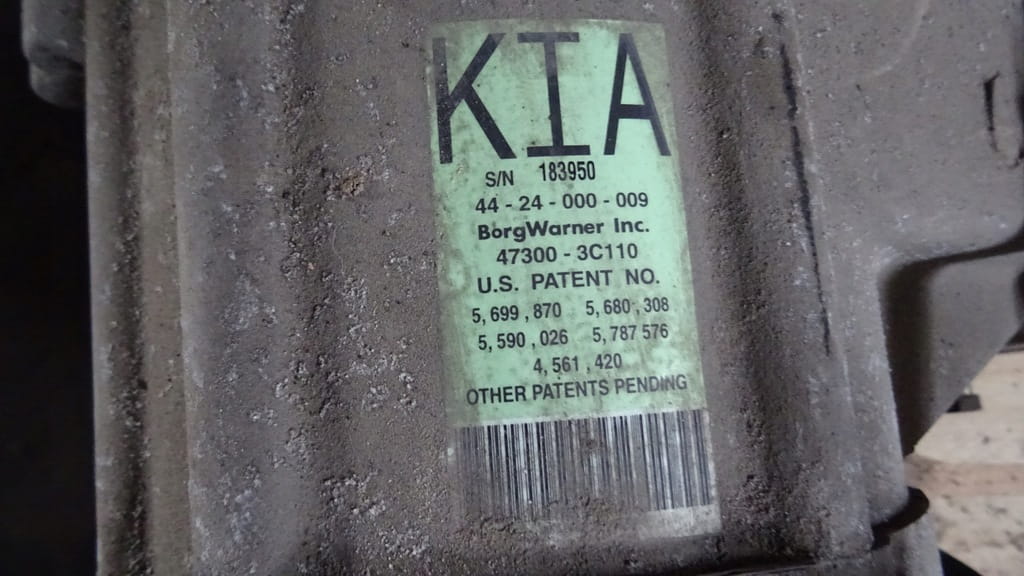 KIA
S/N 183950
44 - 24 - 000 - 009
BorgWarner Inc.
47300 - 3C110
U.S. PATENT NO.
5,699,870 5,680,308
5,590,026 5,787 576
4,561,420
OTHER PATENTS PENDING